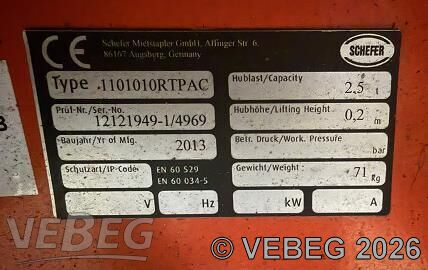 CE Schefer Mietstapler GmbH, Affinger Str 6.
86167 Augsburg, Germany
SCHEFER
Type 1101010RTPAC Hublast/Capacity 2.5 t
Prüf-Nr./Ser.-No. 12121949-1/4969 Hubhöhe/Lifting Height 0,2 m
Baujahr/Yr of Mfg. 2013 Betr. Druck/Work. Pressure bar
Schutzart/IP-Code EN 60 529 Gewicht/Weight 71 Kg
EN 60 034-5
V Hz kW A
3
VEBEG
© VEBEG 2026